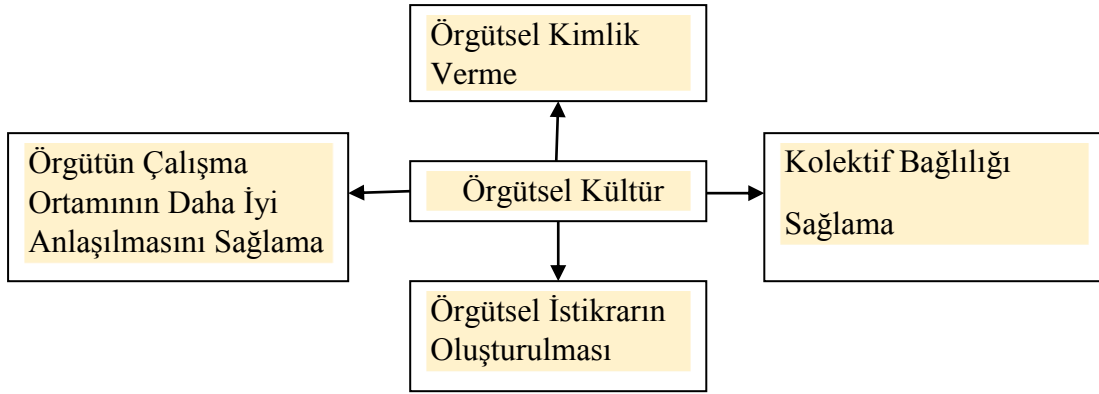 Örgütsel Kimlik
Verme
Örgütün Çalışma
Ortamının Daha İyi
Anlaşılmasını Sağlama
Örgütsel Kültür
Kolektif Bağlılığı
Sağlama
Örgütsel İstikrarın
Oluşturulması